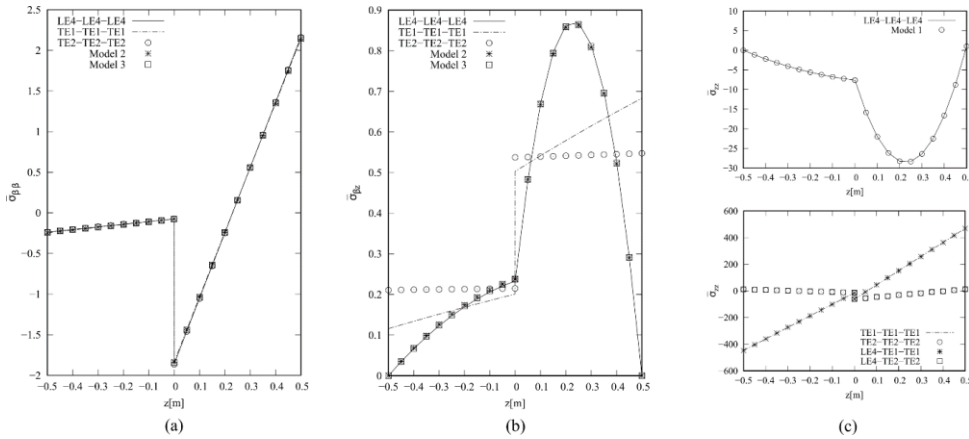 LE4−LE4−LE4
TE1−TE1−TE1
TE2−TE2−TE2
Model 2
Model 3
2.5
2
1.5
1
0.5
0
−0.5
−1
−1.5
−2
σ̄ββ
−0.5 −0.4 −0.3 −0.2 −0.1 0 0.1 0.2 0.3 0.4 0.5
z[m]
(a)
LE4−LE4−LE4
TE1−TE1−TE1
TE2−TE2−TE2
Model 2
Model 3
0.9
0.8
0.7
0.6
0.5
0.4
0.3
0.2
0.1
0
σ̄βz
−0.5 −0.4 −0.3 −0.2 −0.1 0 0.1 0.2 0.3 0.4 0.5
z[m]
(b)
LE4−LE4−LE4
Model 1
10
5
0
−5
−10
−15
−20
−25
−30
σ̄zz
−0.5 −0.4 −0.3 −0.2 −0.1 0 0.1 0.2 0.3 0.4 0.5
z[m]
600
400
200
00
−200
−400
−600
σ̄zz
TE1−TE1−TE1
TE2−TE2−TE2
LE4−TE1−TE1
LE4−TE2−TE2
−0.5 −0.4 −0.3 −0.2 −0.1 0 0.1 0.2 0.3 0.4 0.5
z[m]
(c)